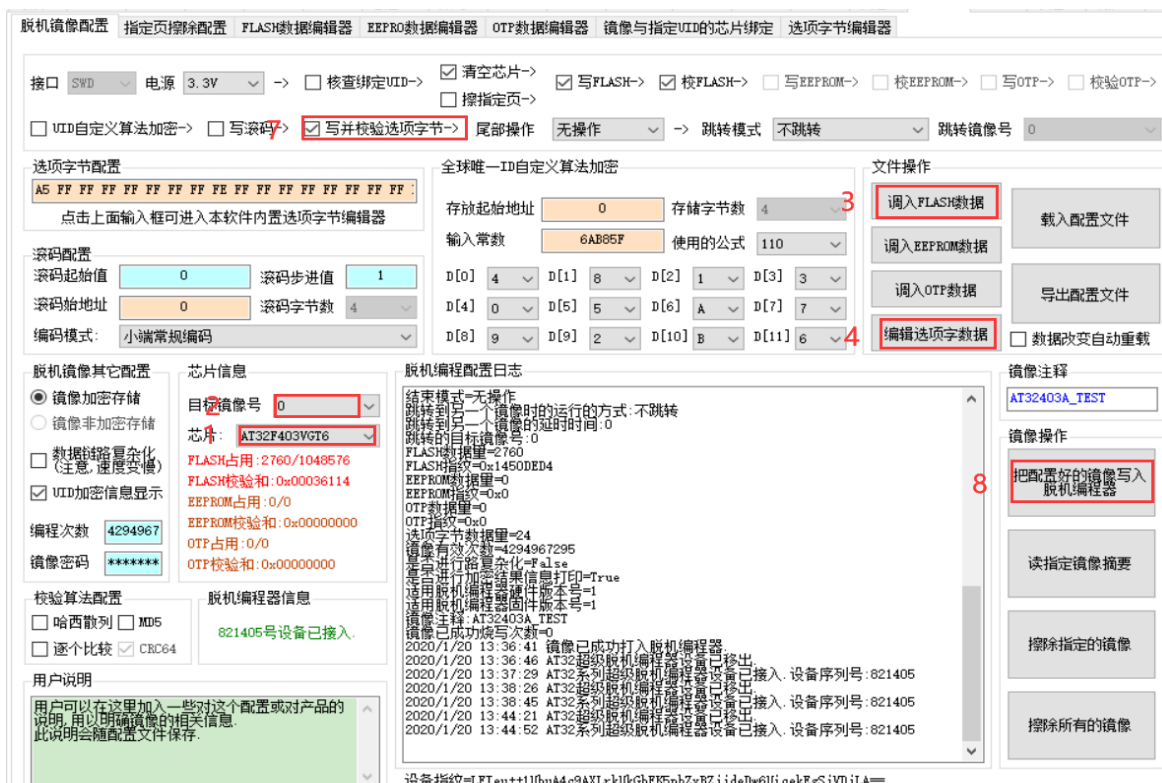 脱机镜像配置 指定页擦除配置 FLASH数据编辑器 EEPRO数据编辑器 OTP数据编辑器 镜像与指定UID的芯片绑定 选项字节编辑器
接口 SWD 电源 3.3V -> 核查绑定UID-> 清空芯片-> 写FLASH-> 校FLASH-> 写EEPROM-> 校EEPROM-> 写OTP-> 校验OTP->
擦指定页->
UID自定义算法加密-> 写滚码-> 7 写并校验选项字节-> 尾部操作 无操作 -> 跳转模式 不跳转 跳转镜像号 0
选项字节配置
A5 FF FF FF FF FF FF FF FE FF FF FF FF FF FF FF FF
点击上面输入框可进入本软件内置选项字节编辑器
滚码配置
滚码起始值 0 滚码步进值 1
滚码始地址 0 滚码字节数 4
编码模式: 小端常规编码
全球唯一ID自定义算法加密
存放起始地址 0 存储字节数 4
输入常数 6AB85F 使用的公式 110
D[0] 4 D[1] 8 D[2] 1 D[3] 3
D[4] 0 D[5] 5 D[6] A D[7] 7
D[8] 9 D[9] 2 D[10] B D[11] 6
文件操作
3 调入FLASH数据 载入配置文件
调入EEPROM数据
调入OTP数据 导出配置文件
4 编辑选项字数据 数据改变自动重载
脱机镜像其它配置
镜像加密存储
镜像非加密存储
数据链路复杂化
(注意,速度变慢)
UID加密信息显示
编程次数 4294967
镜像密码 *******
芯片信息
目标镜像号 2 0
芯片: 1 AT32F403VGT6
FLASH占用:2760/1048576
FLASH校验和:0x00036114
EEPROM占用:0/0
EEPROM校验和:0x00000000
OTP占用:0/0
OTP校验和:0x00000000
校验算法配置
哈西散列 MD5
逐个比较 CRC64
脱机编程器信息
821405号设备已接入.
用户说明
用户可以在这里加入一些对这个配置或对产品的
说明,用以明确镜像的相关信息.
此说明会随配置文件保存.
脱机编程配置日志
结束模式=无操作
跳转到另一个镜像时的运行的方式:不跳转
跳转到另一个镜像的延时时间:0
跳转的目标镜像号:0
FLASH数据量=2760
FLASH指纹=0x1450DED4
EEPROM数据量=0
EEPROM指纹=0x0
OTP数据量=0
OTP指纹=0x0
选项字节数据量=24
镜像有效次数=4294967295
是否进行路复杂化=False
是否进行加密结果信息打印=True
适用脱机编程器硬件版本号=1
适用脱机编程器固件版本号=1
镜像注释:AT32403A_TEST
镜像已成功烧写次数=0
2020/1/20 13:36:41 镜像已成功打入脱机编程器.
2020/1/20 13:36:46 AT32超级脱机编程器设备已移出.
2020/1/20 13:37:29 AT32系列超级脱机编程器设备已接入.设备序列号:821405
2020/1/20 13:38:26 AT32超级脱机编程器设备已移出.
2020/1/20 13:38:45 AT32系列超级脱机编程器设备已接入.设备序列号:821405
2020/1/20 13:44:21 AT32超级脱机编程器设备已移出.
2020/1/20 13:44:52 AT32系列超级脱机编程器设备已接入.设备序列号:821405
镜像注释
AT32403A_TEST
镜像操作
8 把配置好的镜像写入
脱机编程器
读指定镜像摘要
擦除指定的镜像
擦除所有的镜像